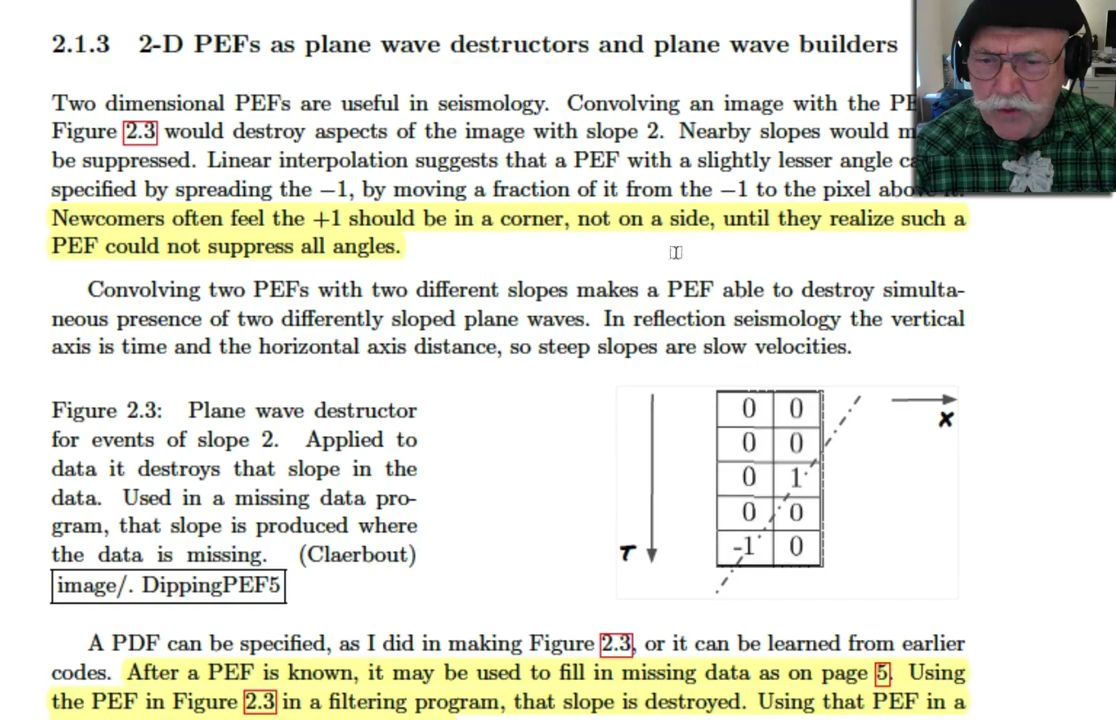 2.1.3 2-D PEFs as plane wave destructors and plane wave builders
Two dimensional PEFs are useful in seismology. Convolving an image with the
Figure 2.3 would destroy aspects of the image with slope 2. Nearby slopes would
be suppressed. Linear interpolation suggests that a PEF with a slightly lesser angle
specified by spreading the −1, by moving a fraction of it from the −1 to the pixel
Newcomers often feel the +1 should be in a corner, not on a side, until they realize such a
PEF could not suppress all angles.
Convolving two PEFs with two different slopes makes a PEF able to destroy simulta-
neous presence of two differently sloped plane waves. In reflection seismology the vertical
axis is time and the horizontal axis distance, so steep slopes are slow velocities.
Figure 2.3: Plane wave destructor
for events of slope 2. Applied to
data it destroys that slope in the
data. Used in a missing data pro-
gram, that slope is produced where
the data is missing. (Claerbout)
image/. DippingPEF5
0 0
0 0
0 1
0 0
-1 0
T
X
A PDF can be specified, as I did in making Figure 2.3, or it can be learned from earlier
codes. After a PEF is known, it may be used to fill in missing data as on page 5. Using
the PEF in Figure 2.3 in a filtering program, that slope is destroyed. Using that PEF in a